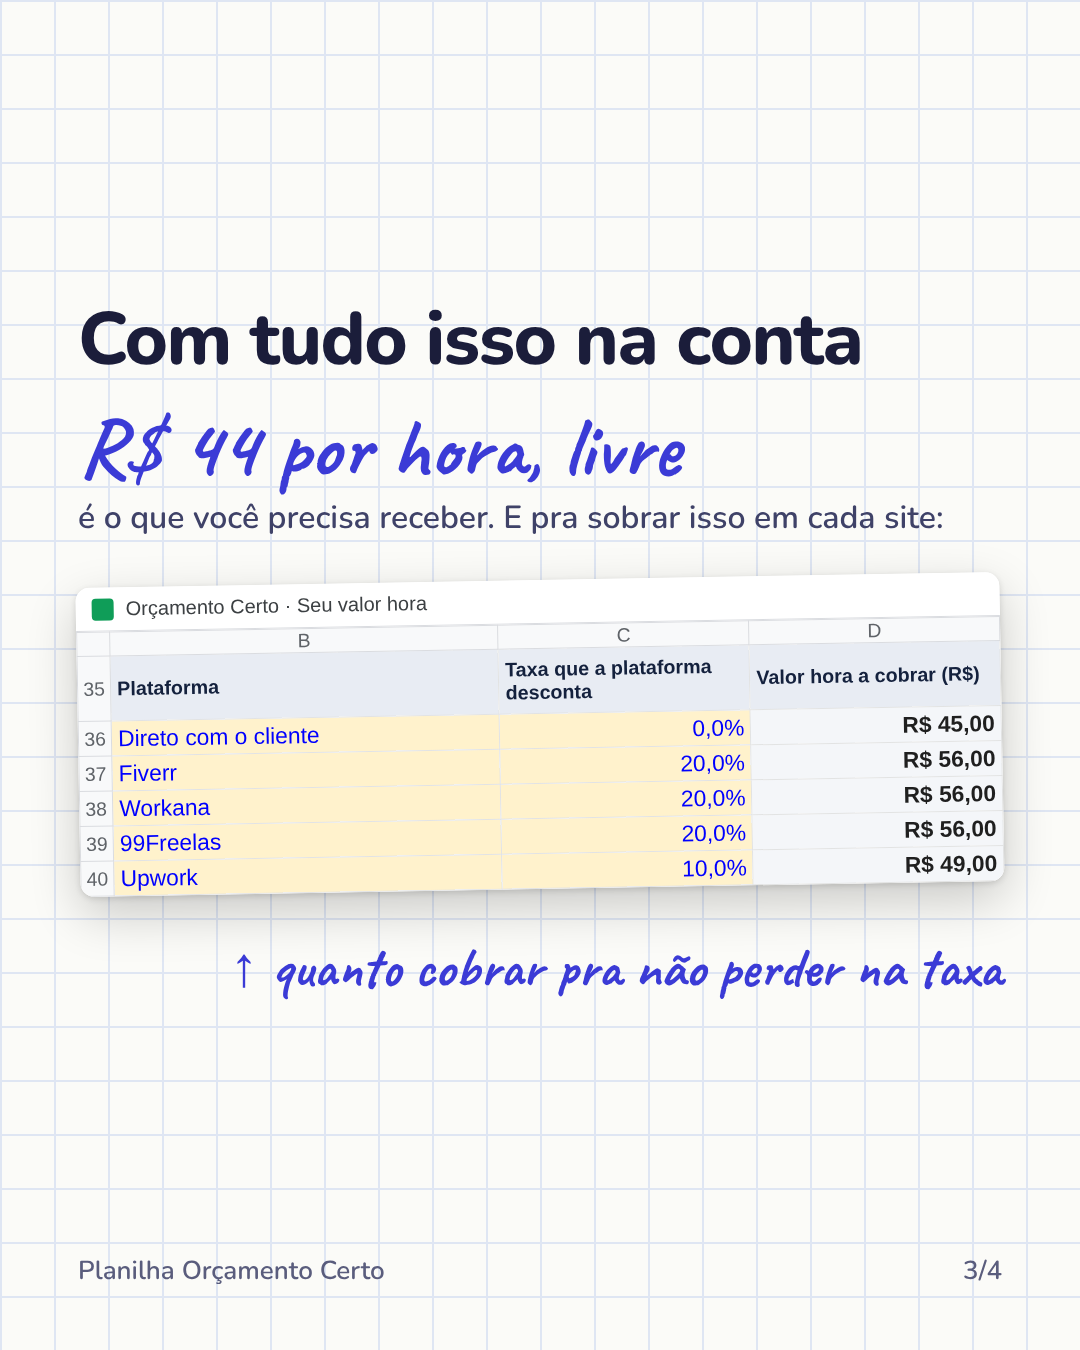 Com tudo isso na conta
R$ 44 por hora, livre
é o que você precisa receber. E pra sobrar isso em cada site:
Orçamento Certo · Seu valor hora
B C D
35 Plataforma Taxa que a plataforma desconta Valor hora a cobrar (R$)
36 Direto com o cliente 0,0% R$ 45,00
37 Fiverr 20,0% R$ 56,00
38 Workana 20,0% R$ 56,00
39 99Freelas 20,0% R$ 56,00
40 Upwork 10,0% R$ 49,00
↑ quanto cobrar pra não perder na taxa
Planilha Orçamento Certo 3/4